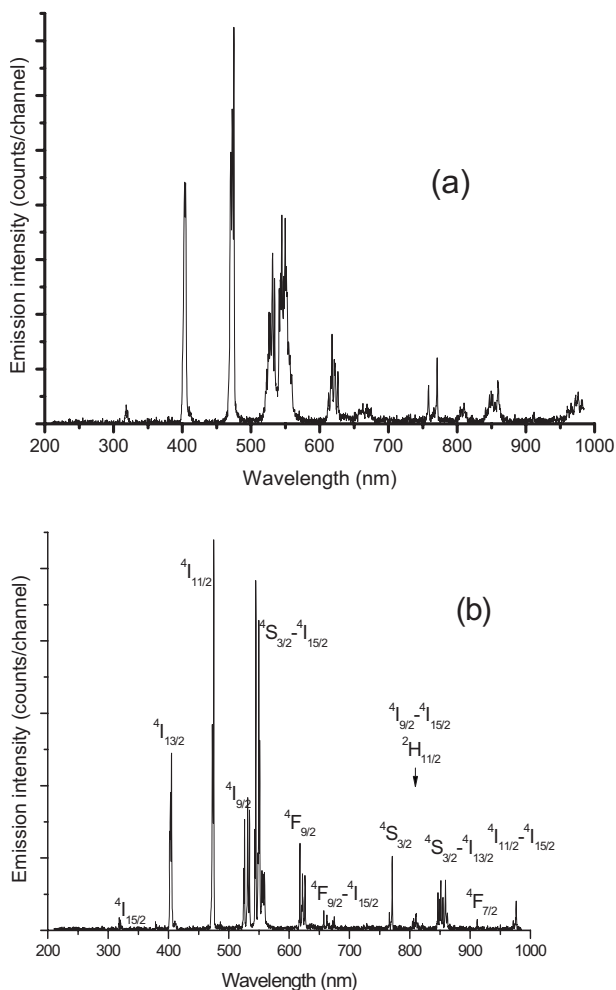 Emission intensity (counts/channel)
(a)
200 300 400 500 600 700 800 900 1000
Wavelength (nm)
Emission intensity (counts/channel)
(b)
⁴I₁₁/₂
⁴S₃/₂-⁴I₁₅/₂
⁴I₉/₂-⁴I₁₅/₂
⁴I₁₃/₂
²H₁₁/₂
⁴I₉/₂
⁴F₉/₂
⁴S₃/₂
⁴S₃/₂-⁴I₁₃/₂
⁴I₁₁/₂-⁴I₁₅/₂
⁴F₉/₂-⁴I₁₅/₂
⁴F₇/₂
⁴I₁₅/₂
200 300 400 500 600 700 800 900 1000
Wavelength (nm)